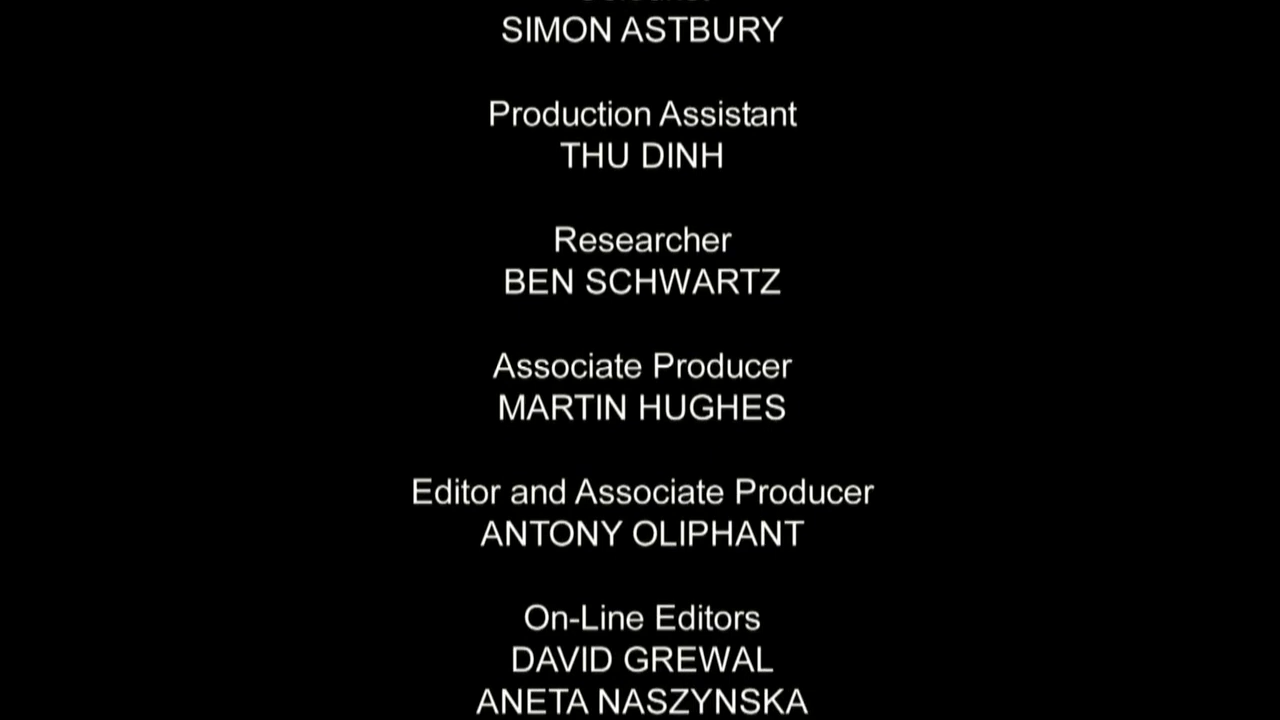 SIMON ASTBURY
Production Assistant
THU DINH
Researcher
BEN SCHWARTZ
Associate Producer
MARTIN HUGHES
Editor and Associate Producer
ANTONY OLIPHANT
On-Line Editors
DAVID GREWAL
ANETA NASZYNSKA